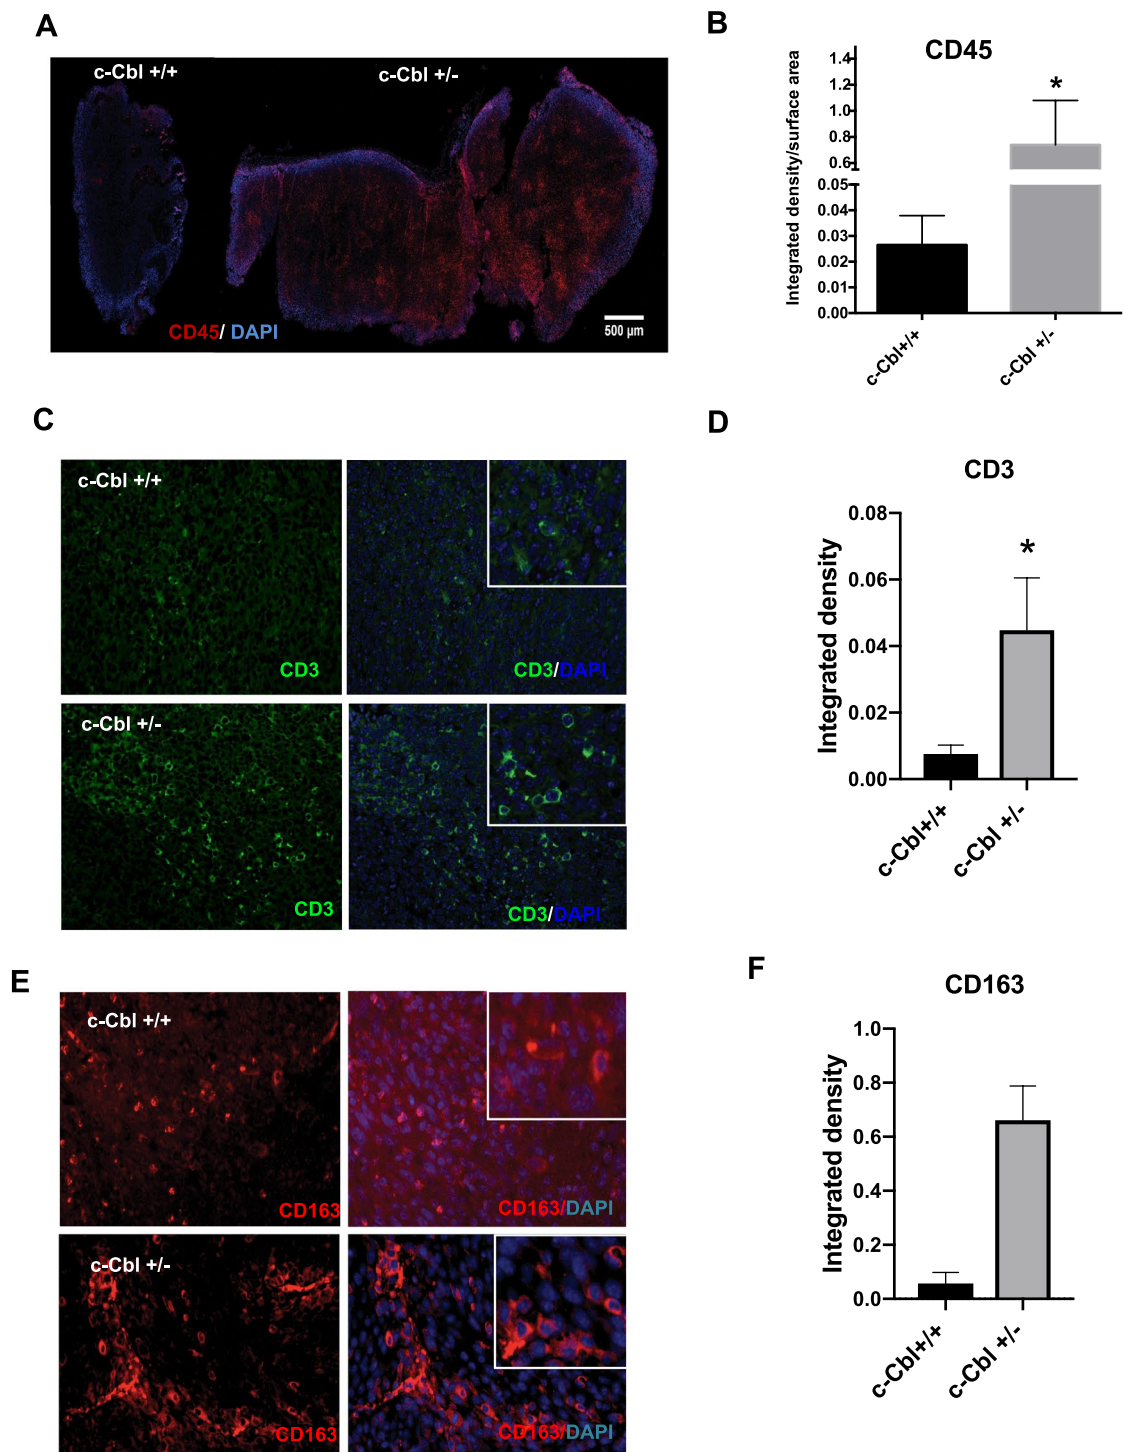 A
c-Cbl +/+
c-Cbl +/-
CD45/ DAPI
500 µm
B
CD45
Integrated density/surface area
1.4
1.2
1.0
0.8
0.6
0.05
0.04
0.03
0.02
0.01
0.00
*
c-Cbl+/+
c-Cbl +/-
C
c-Cbl +/+
CD3
CD3/DAPI
c-Cbl +/-
CD3
CD3/DAPI
D
CD3
Integrated density
0.08
0.06
0.04
0.02
0.00
*
c-Cbl+/+
c-Cbl +/-
E
c-Cbl +/+
CD163
CD163/DAPI
c-Cbl +/-
CD163
CD163/DAPI
F
CD163
Integrated density
1.0
0.8
0.6
0.4
0.2
0.0
c-Cbl+/+
c-Cbl +/-